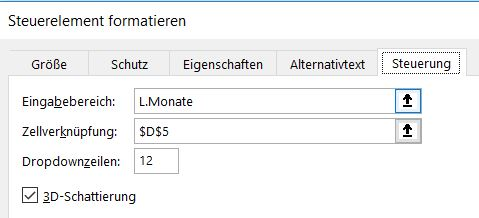 Steuerelement formatieren
Größe Schutz Eigenschaften Alternativtext Steuerung
Eingabebereich: L.Monate
Zellverknüpfung: $D$5
Dropdownzeilen: 12
3D-Schattierung